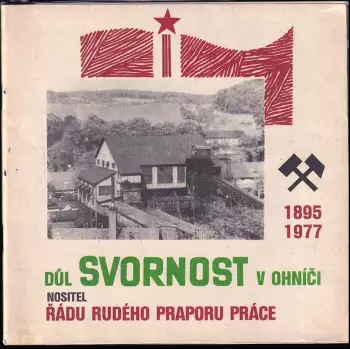 1895
1977
DŮL SVORNOST V OHNÍČI
NOSITEL
ŘÁDU RUDÉHO PRAPORU PRÁCE